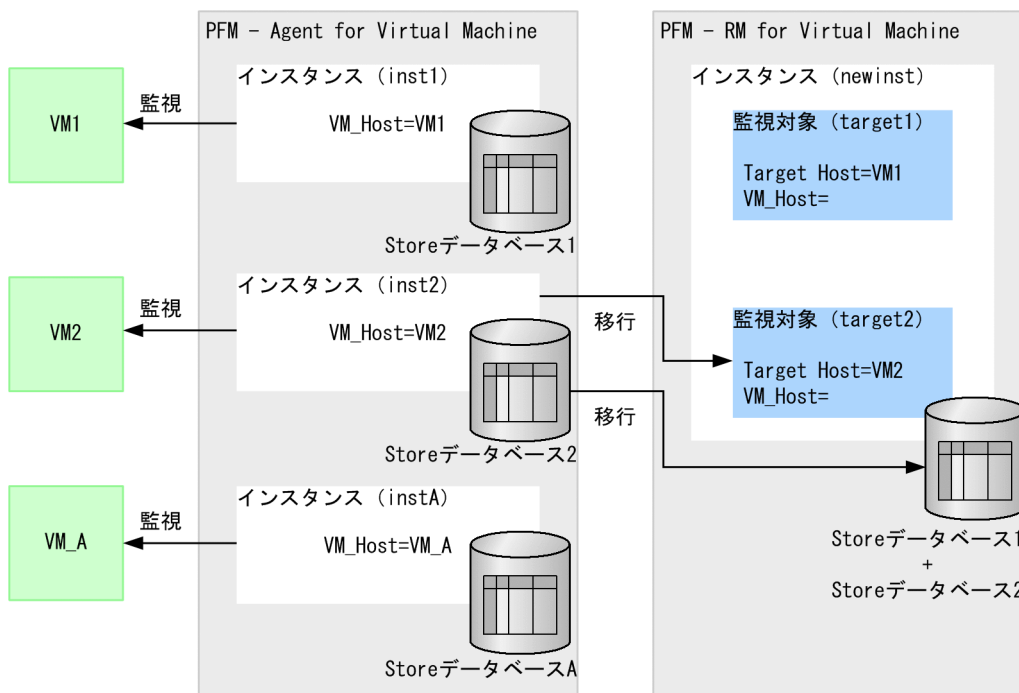 PFM - Agent for Virtual Machine
インスタンス (inst1)
VM_Host=VM1
Storeデータベース1
VM1
監視
インスタンス (inst2)
VM_Host=VM2
Storeデータベース2
VM2
監視
インスタンス (instA)
VM_Host=VM_A
StoreデータベースA
VM_A
監視
移行
移行
PFM - RM for Virtual Machine
インスタンス (newinst)
監視対象 (target1)
Target Host=VM1
VM_Host=
監視対象 (target2)
Target Host=VM2
VM_Host=
Storeデータベース1
+
Storeデータベース2